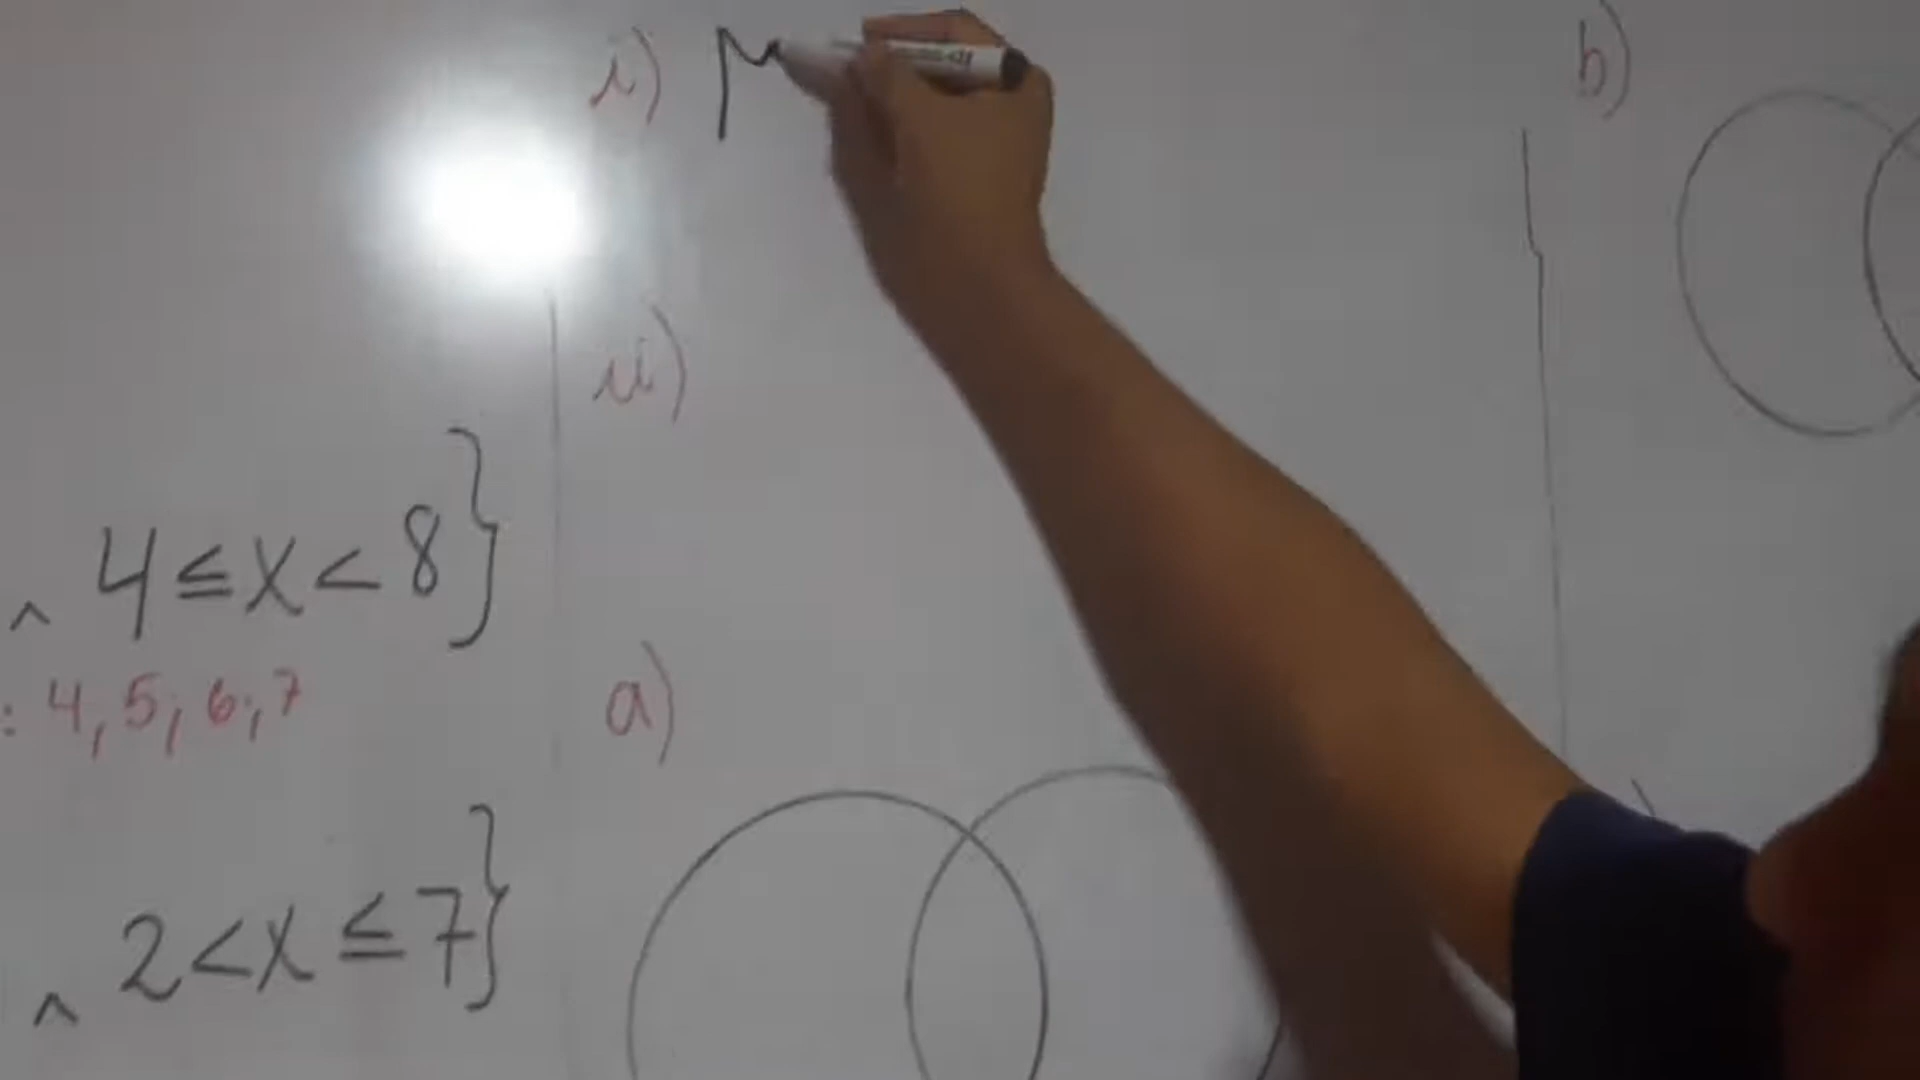 i) M
b)
ii)
^ 4 ≤ x < 8}
: 4, 5; 6; 7
a)
^ 2 < x ≤ 7}